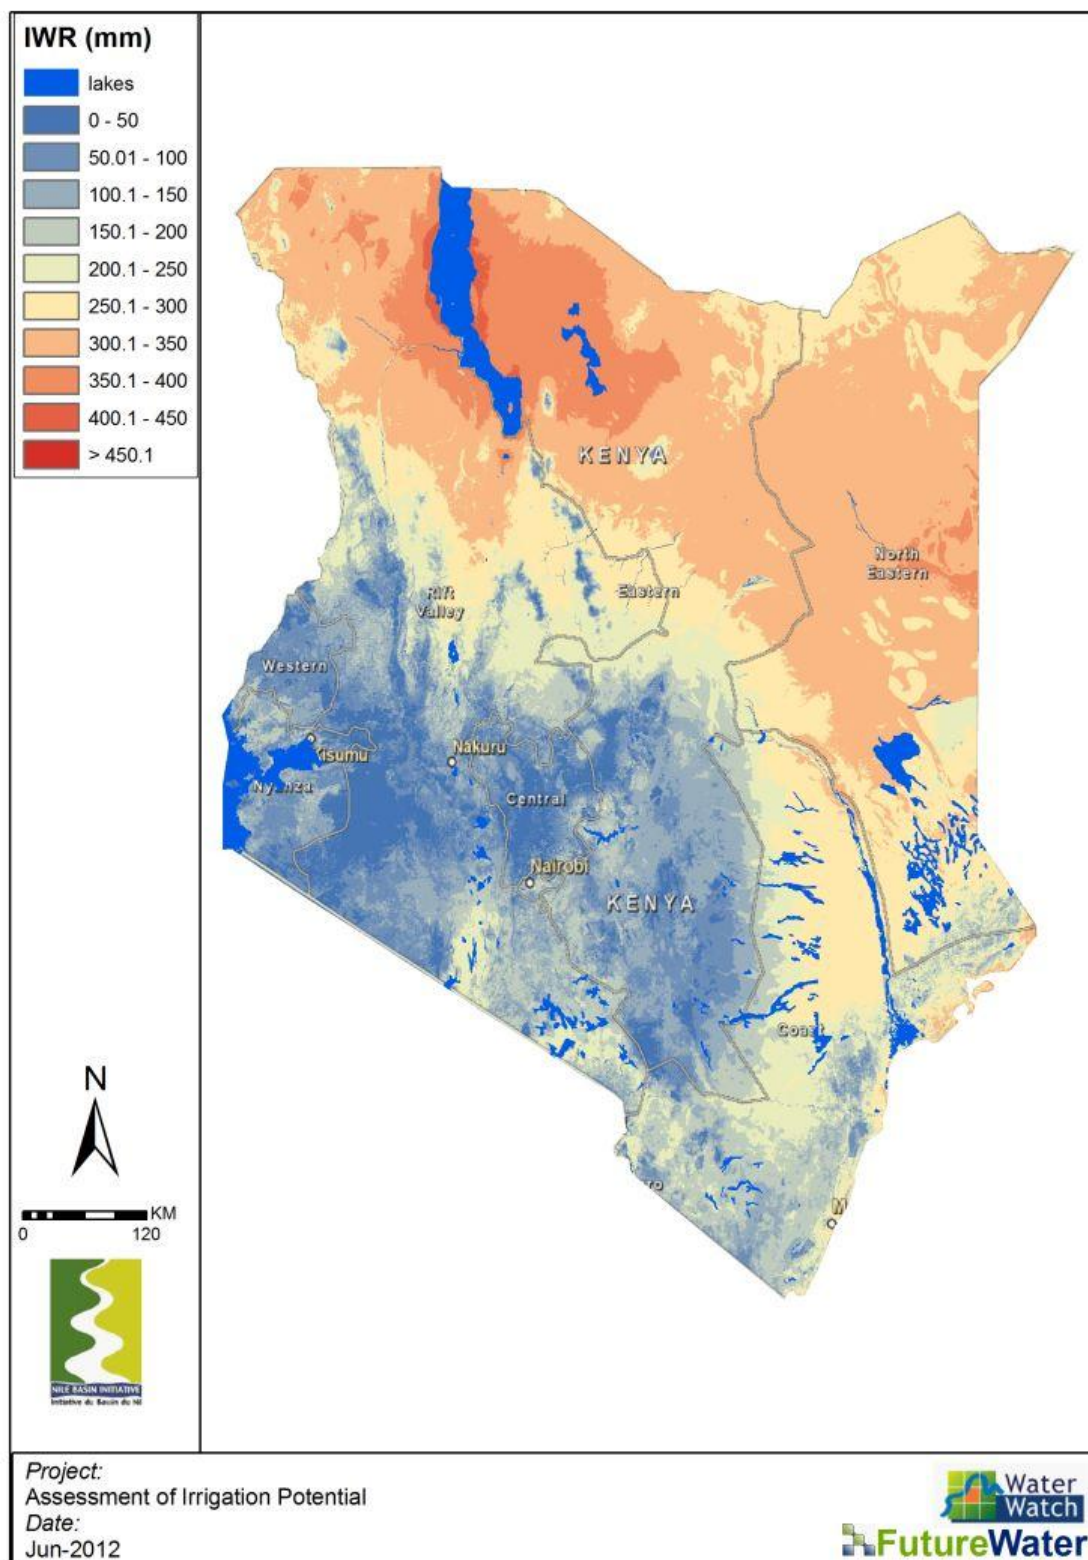 IWR (mm)
lakes
0 - 50
50.01 - 100
100.1 - 150
150.1 - 200
200.1 - 250
250.1 - 300
300.1 - 350
350.1 - 400
400.1 - 450
> 450.1
KENYA
North
Eastern
Eastern
Rift
Valley
Western
Kisumu
Nakuru
Central
Nairobi
KENYA
Coast
ro
M
N
KM
0 120
NILE BASIN INITIATIVE
Initiative du Bassin du Nil
Project:
Assessment of Irrigation Potential
Date:
Jun-2012
Water
Watch
FutureWater